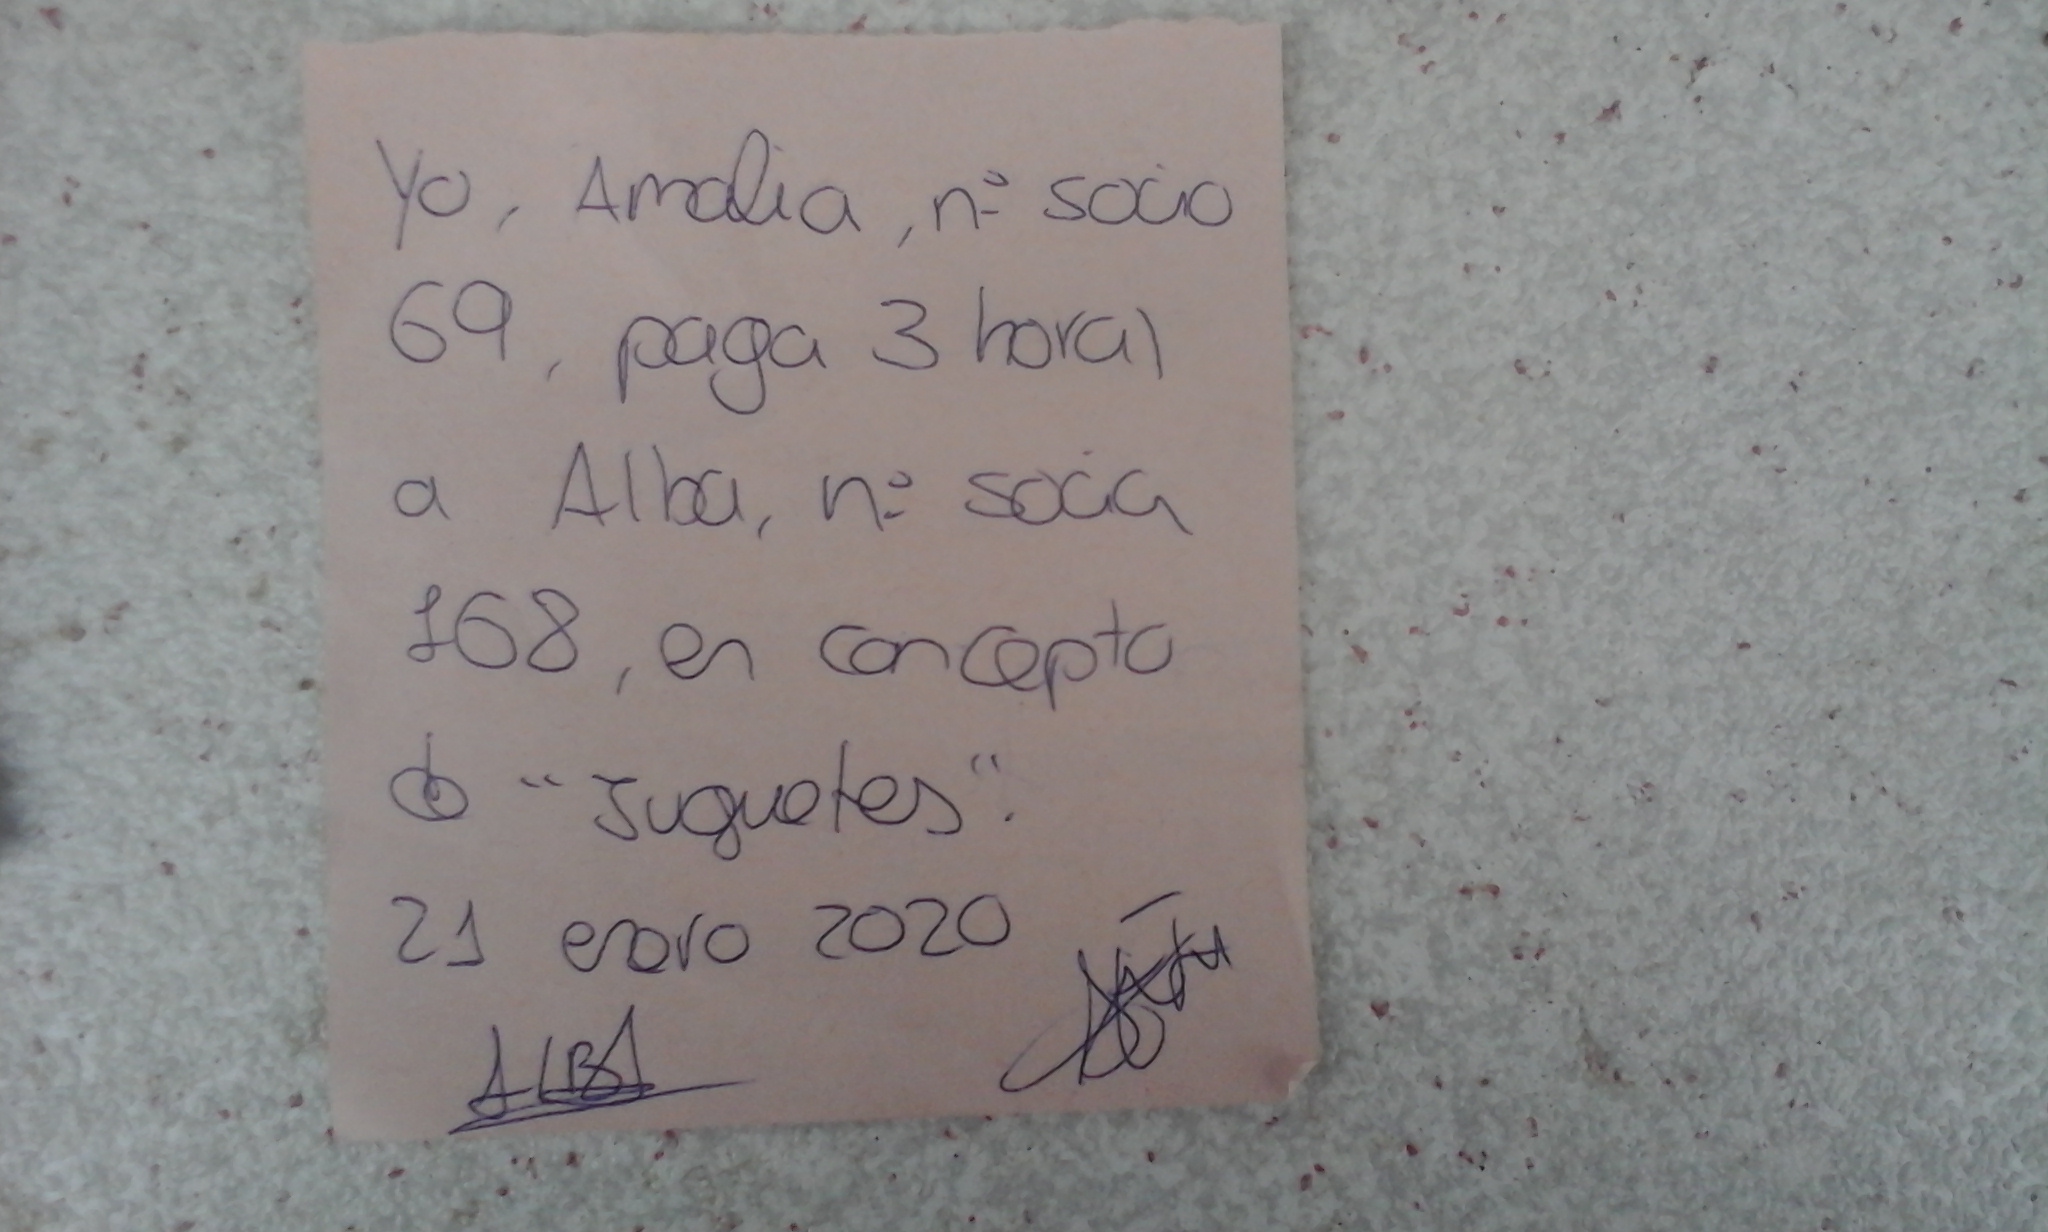 Yo, Amalia, nº socio
69, paga 3 horas
a Alba, nº socia
168, en concepto
de "Juguetes".
21 enero 2020
ALBA